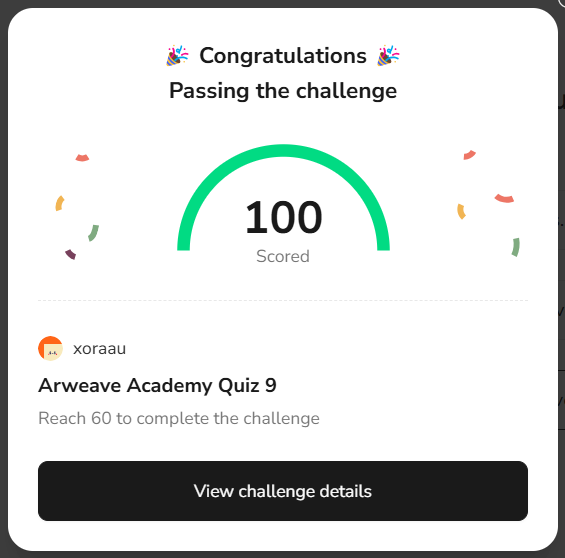 🎉 Congratulations 🎉
Passing the challenge
100
Scored
xoraau
Arweave Academy Quiz 9
Reach 60 to complete the challenge
View challenge details